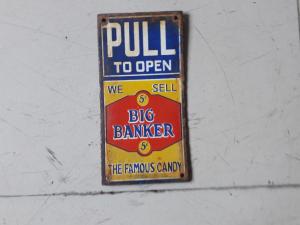 PULL
TO OPEN
WE SELL
5¢
BIG
BANKER
5¢
THE FAMOUS CANDY